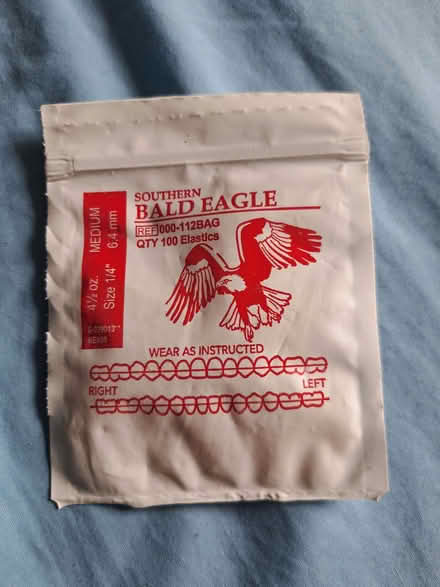 SOUTHERN
BALD EAGLE
REF 000-112BAG
QTY 100 Elastics
4½ oz. MEDIUM
Size 1/4" 6.4 mm
WEAR AS INSTRUCTED
RIGHT LEFT